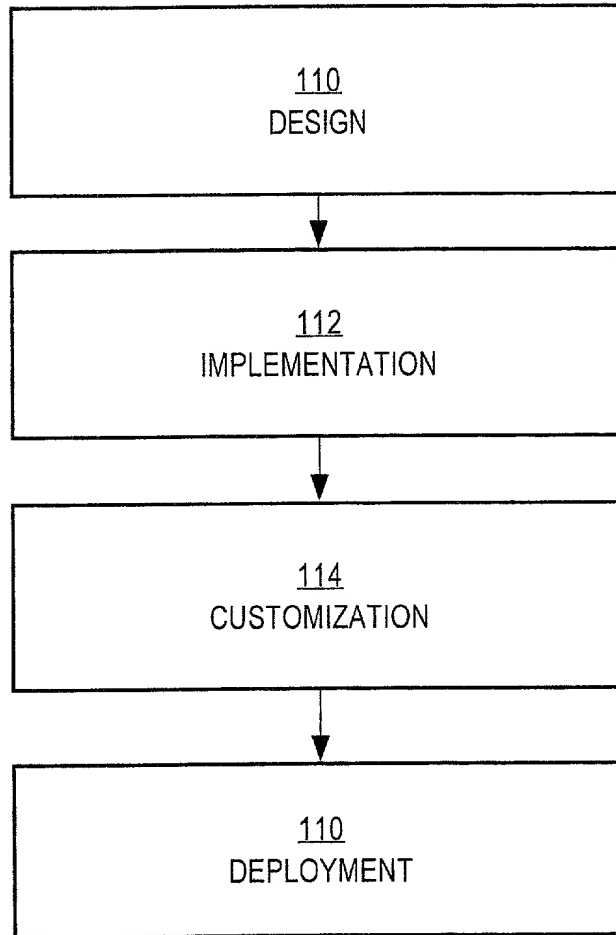 110
DESIGN
112
IMPLEMENTATION
114
CUSTOMIZATION
110
DEPLOYMENT